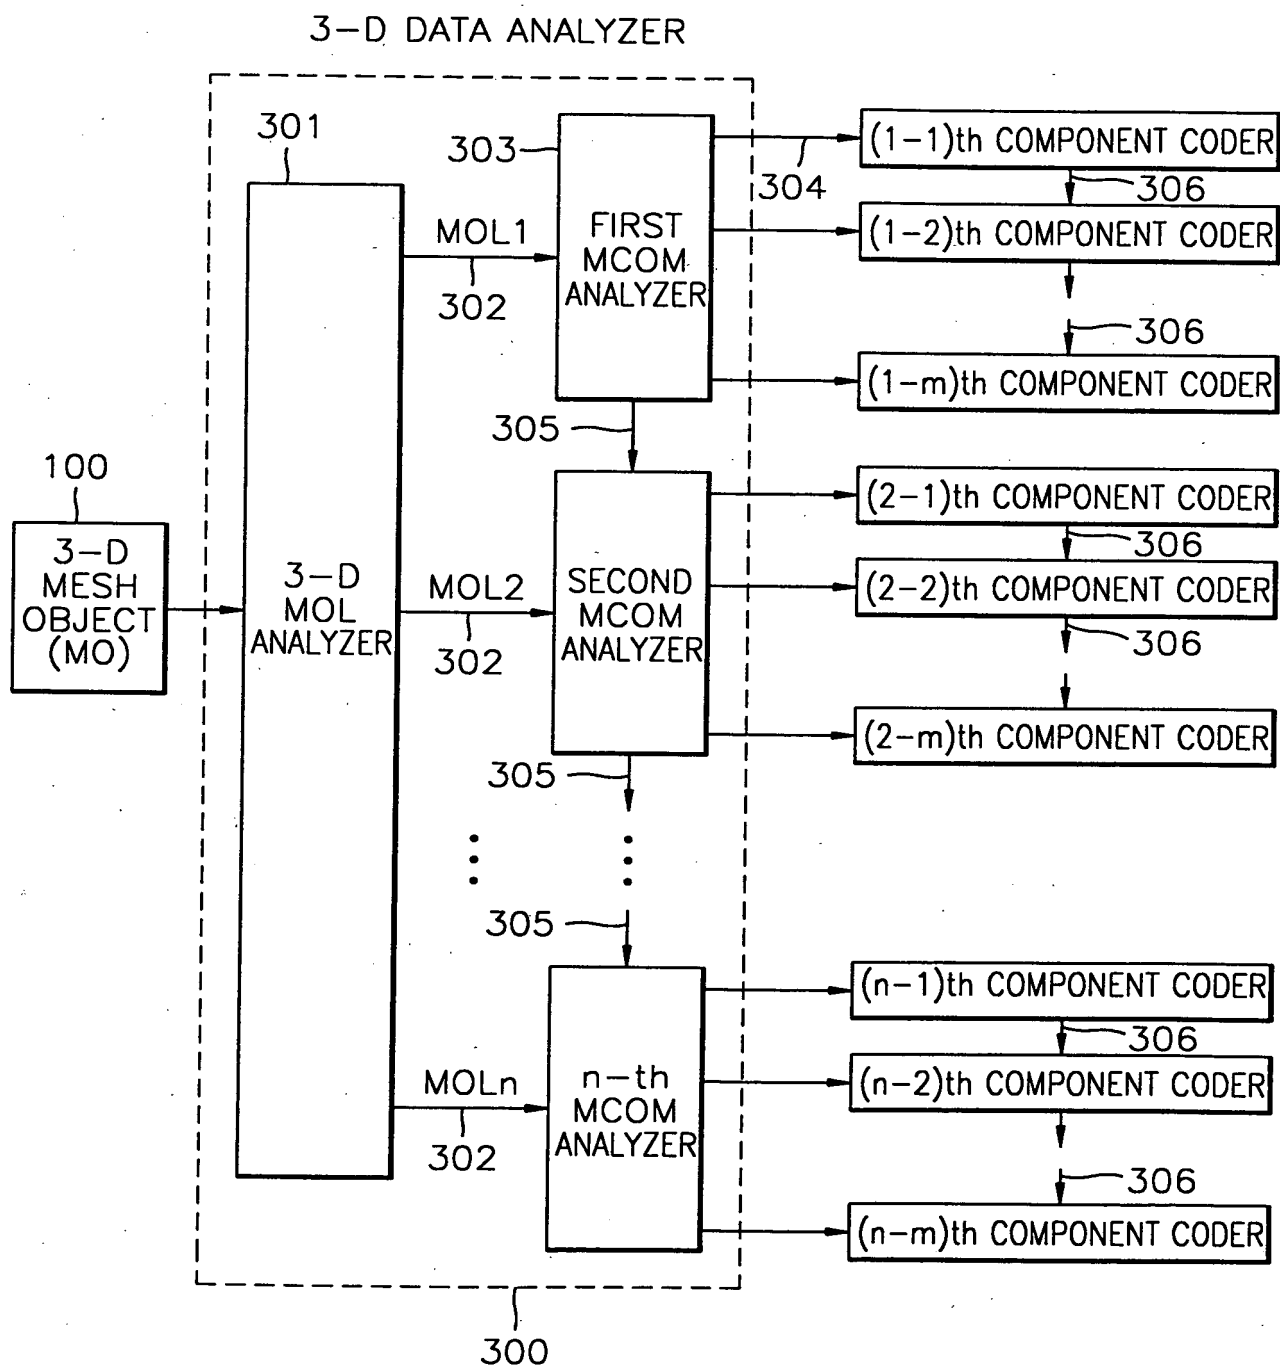 3-D DATA ANALYZER
301
303
304
(1-1)th COMPONENT CODER
306
(1-2)th COMPONENT CODER
306
(1-m)th COMPONENT CODER
MOL1
302
FIRST
MCOM
ANALYZER
305
100
3-D
MESH
OBJECT
(MO)
3-D
MOL
ANALYZER
MOL2
302
SECOND
MCOM
ANALYZER
305
(2-1)th COMPONENT CODER
306
(2-2)th COMPONENT CODER
306
(2-m)th COMPONENT CODER
305
MOLn
302
n-th
MCOM
ANALYZER
(n-1)th COMPONENT CODER
306
(n-2)th COMPONENT CODER
306
(n-m)th COMPONENT CODER
300